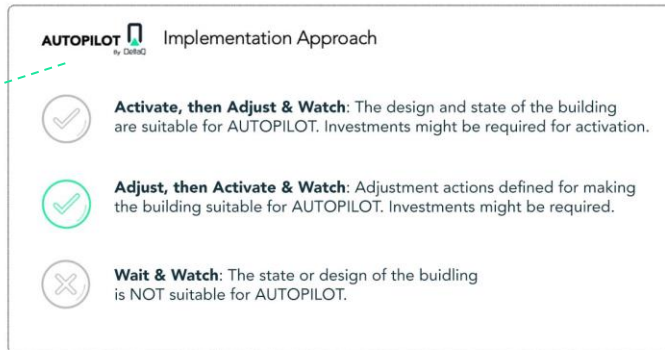 AUTOPILOT Implementation Approach
By DeltaQ
Activate, then Adjust & Watch: The design and state of the building
are suitable for AUTOPILOT. Investments might be required for activation.
Adjust, then Activate & Watch: Adjustment actions defined for making
the building suitable for AUTOPILOT. Investments might be required.
Wait & Watch: The state or design of the buidling
is NOT suitable for AUTOPILOT.